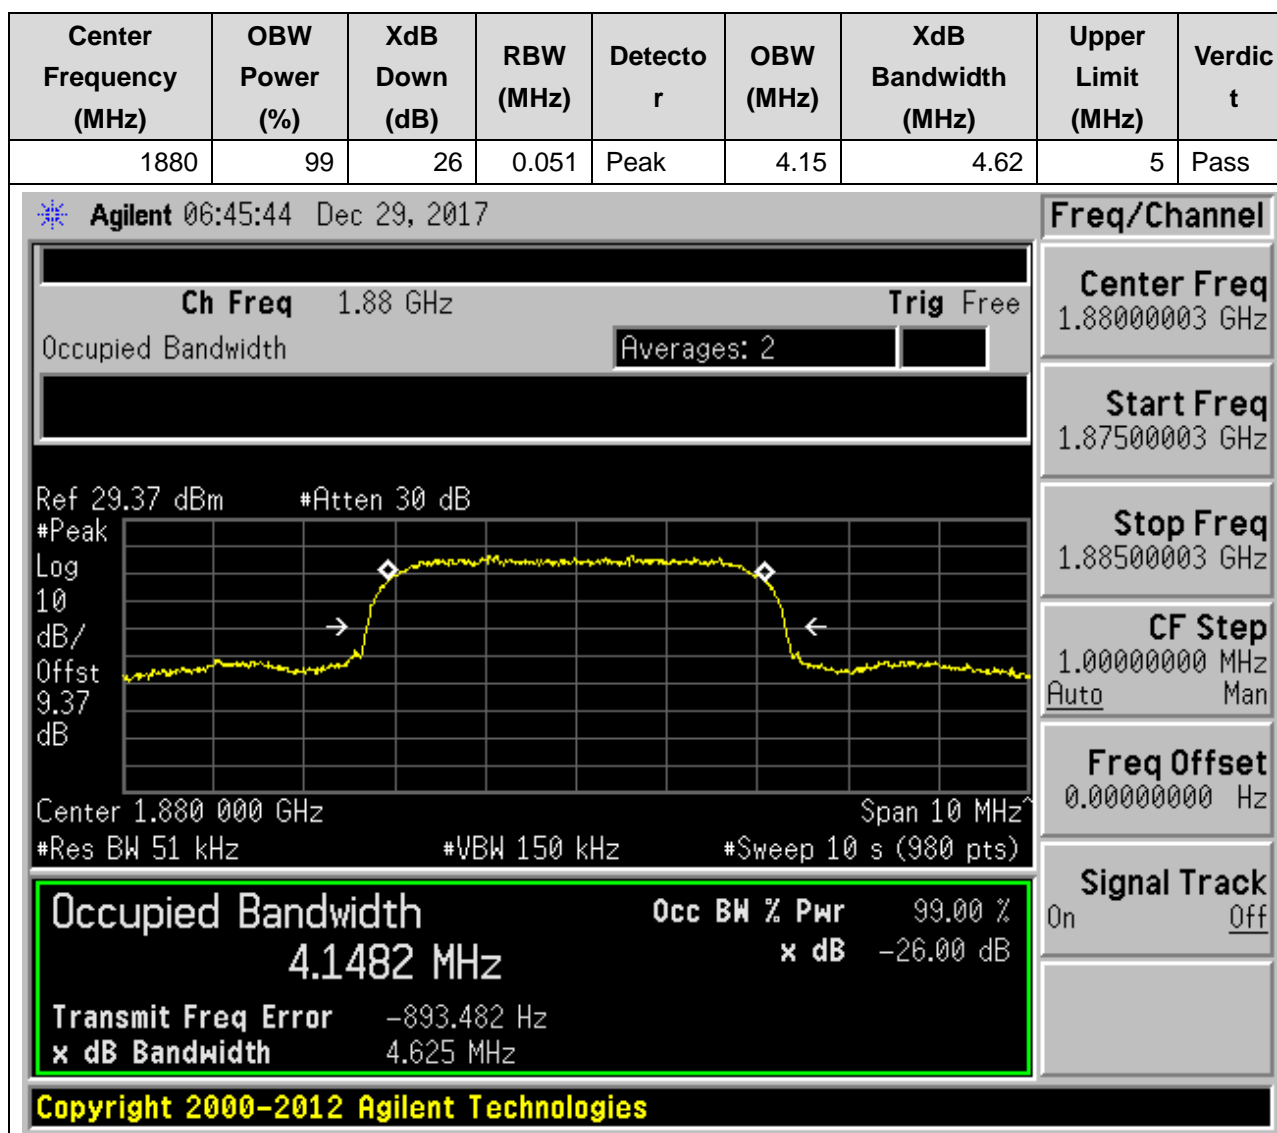 Center Frequency (MHz) OBW Power (%) XdB Down (dB) RBW (MHz) Detecto r OBW (MHz) XdB Bandwidth (MHz) Upper Limit (MHz) Verdic t
1880 99 26 0.051 Peak 4.15 4.62 5 Pass
Agilent 06:45:44 Dec 29, 2017
Freq/Channel
Ch Freq 1.88 GHz Trig Free
Occupied Bandwidth Averages: 2
Ref 29.37 dBm #Atten 30 dB
#Peak
Log
10
dB/
Offst
9.37
dB
Center 1.880 000 GHz Span 10 MHz^
#Res BW 51 kHz #VBW 150 kHz #Sweep 10 s (980 pts)
Occupied Bandwidth Occ BW % Pwr 99.00 %
4.1482 MHz x dB -26.00 dB
Transmit Freq Error -893.482 Hz
x dB Bandwidth 4.625 MHz
Copyright 2000-2012 Agilent Technologies
Center Freq
1.88000003 GHz
Start Freq
1.87500003 GHz
Stop Freq
1.88500003 GHz
CF Step
1.00000000 MHz
Auto Man
Freq Offset
0.00000000 Hz
Signal Track
On Off